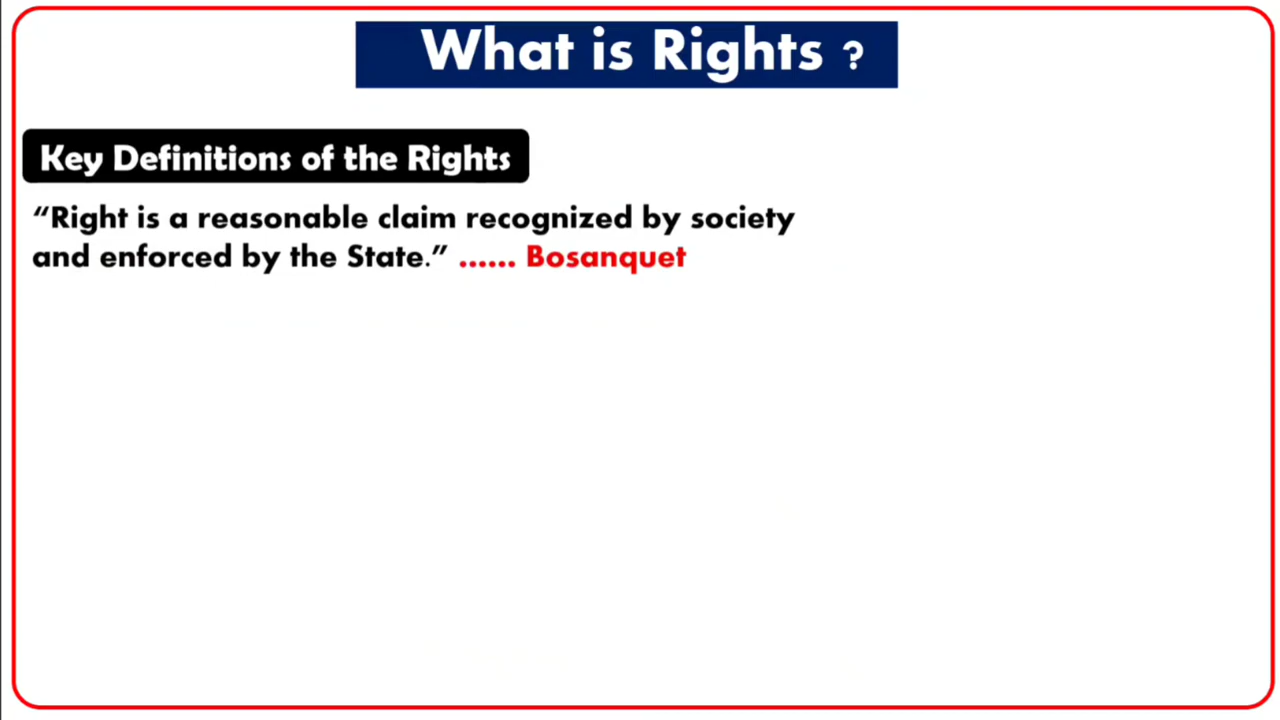 What is Rights ?
Key Definitions of the Rights
“Right is a reasonable claim recognized by society
and enforced by the State.” ...... Bosanquet